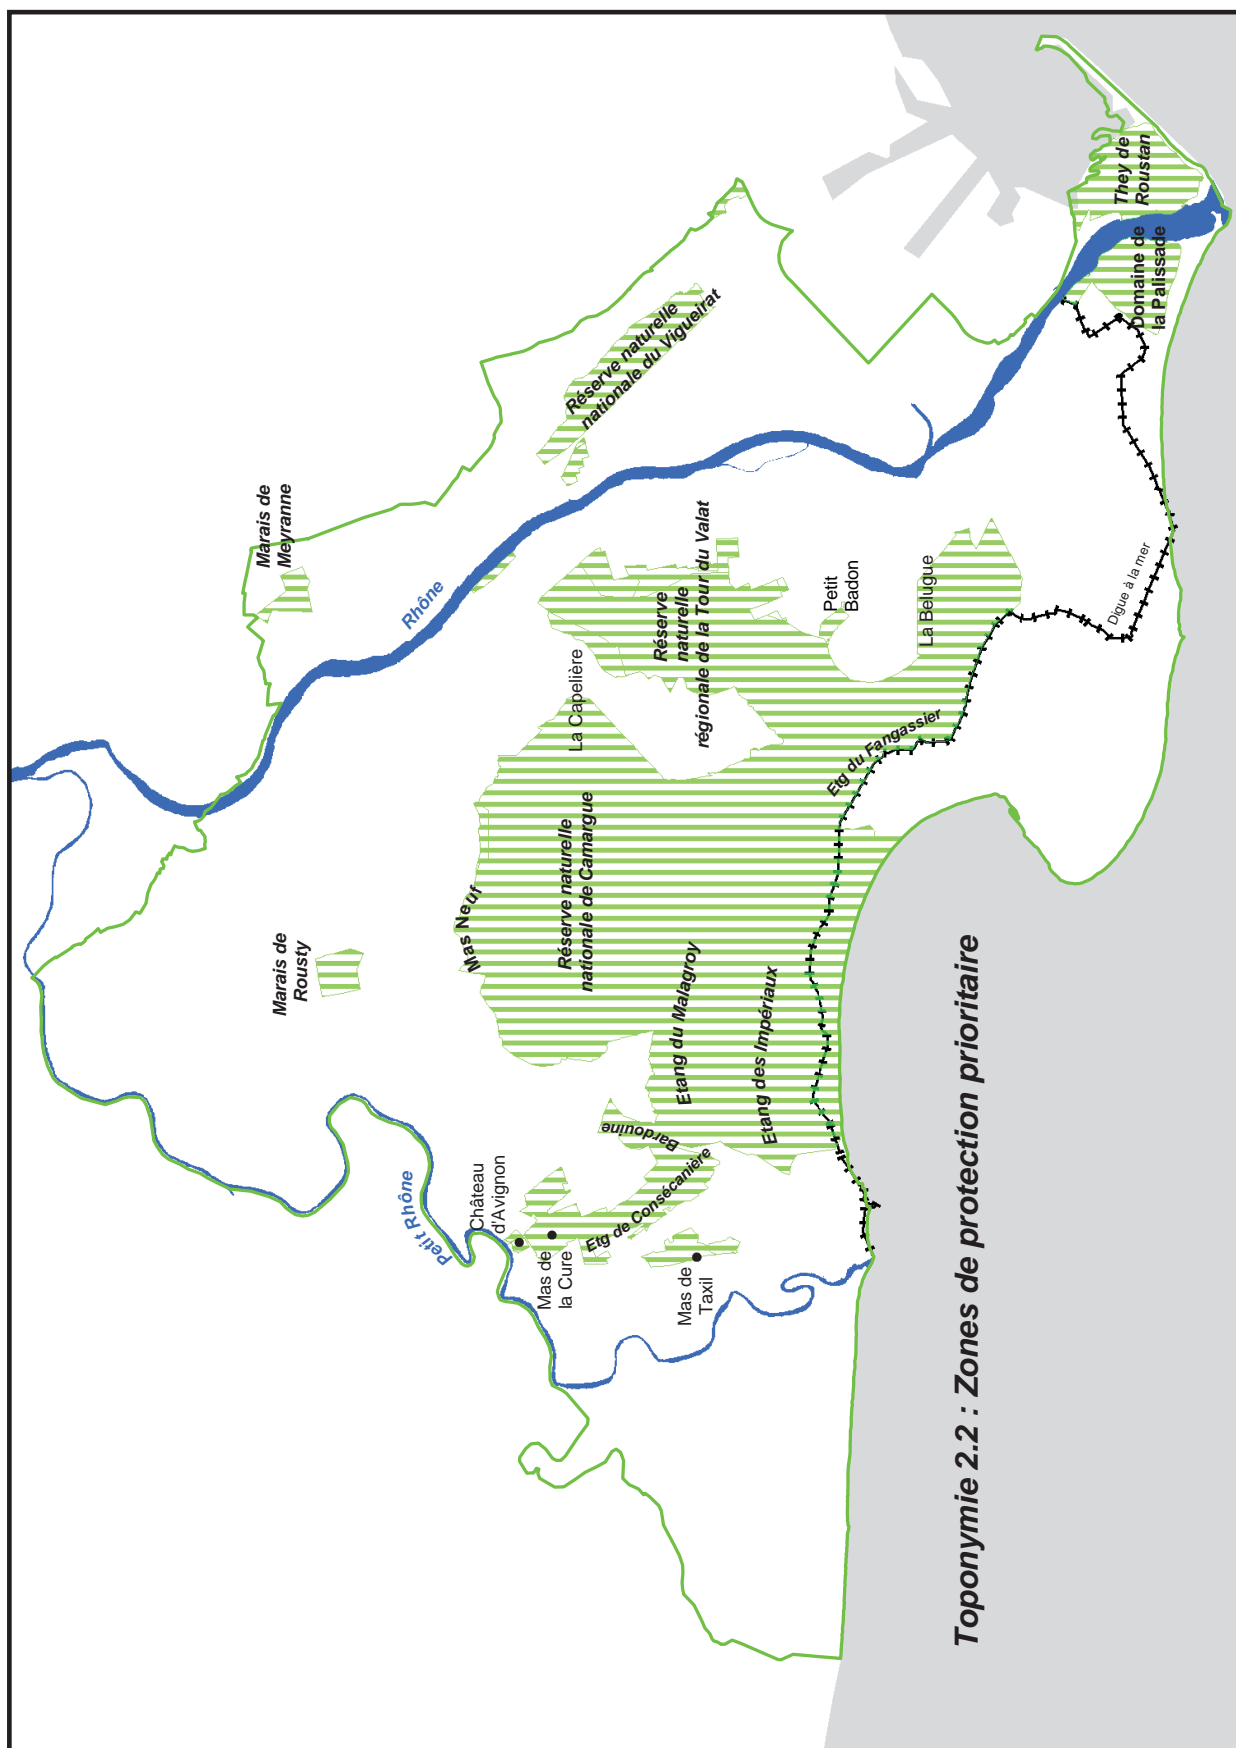 Marais de
Meyranne
Rhône
Réserve naturelle
nationale du Vigueirat
They de
Roustan
Domaine de
la Palissade
Marais de
Rousty
Mas Neuf
La Capelière
Réserve
naturelle
régionale de la Tour du Valat
Petit
Badon
La Belugue
Digue à la mer
Etg du Fangassier
Réserve naturelle
nationale de Camargue
Etang du Malagroy
Etang des Impériaux
Bardouine
Petit Rhône
Château
d'Avignon
Mas de
la Cure
Etg de Consécanière
Mas de
Taxil
Toponymie 2.2 : Zones de protection prioritaire